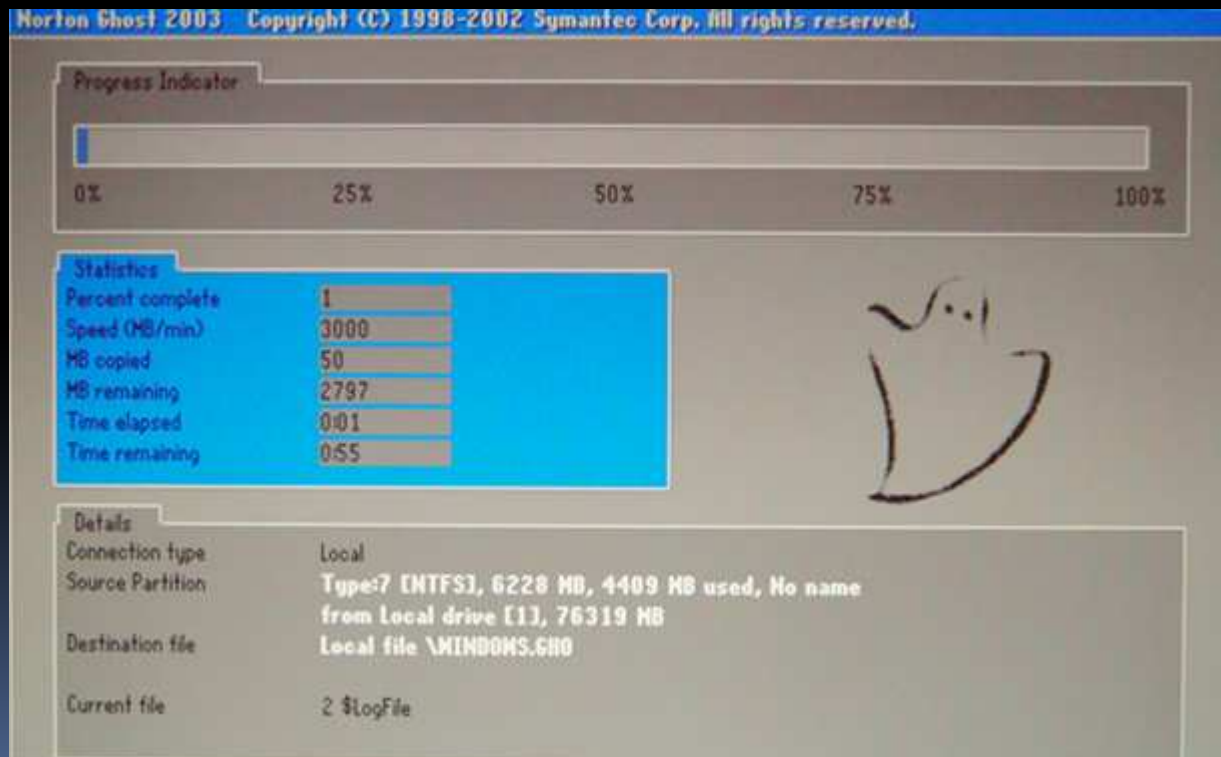 Norton Ghost 2003 Copyright (C) 1998-2002 Symantec Corp. All rights reserved.
Progress Indicator
0% 25% 50% 75% 100%
Statistics
Percent complete 1
Speed (MB/min) 3000
MB copied 50
MB remaining 2797
Time elapsed 0:01
Time remaining 0:55
Details
Connection type Local
Source Partition Type:7 [NTFS], 6228 MB, 4409 MB used, No name
from Local drive [1], 76319 MB
Destination file Local file \WINDOWS.GHO
Current file 2 $LogFile